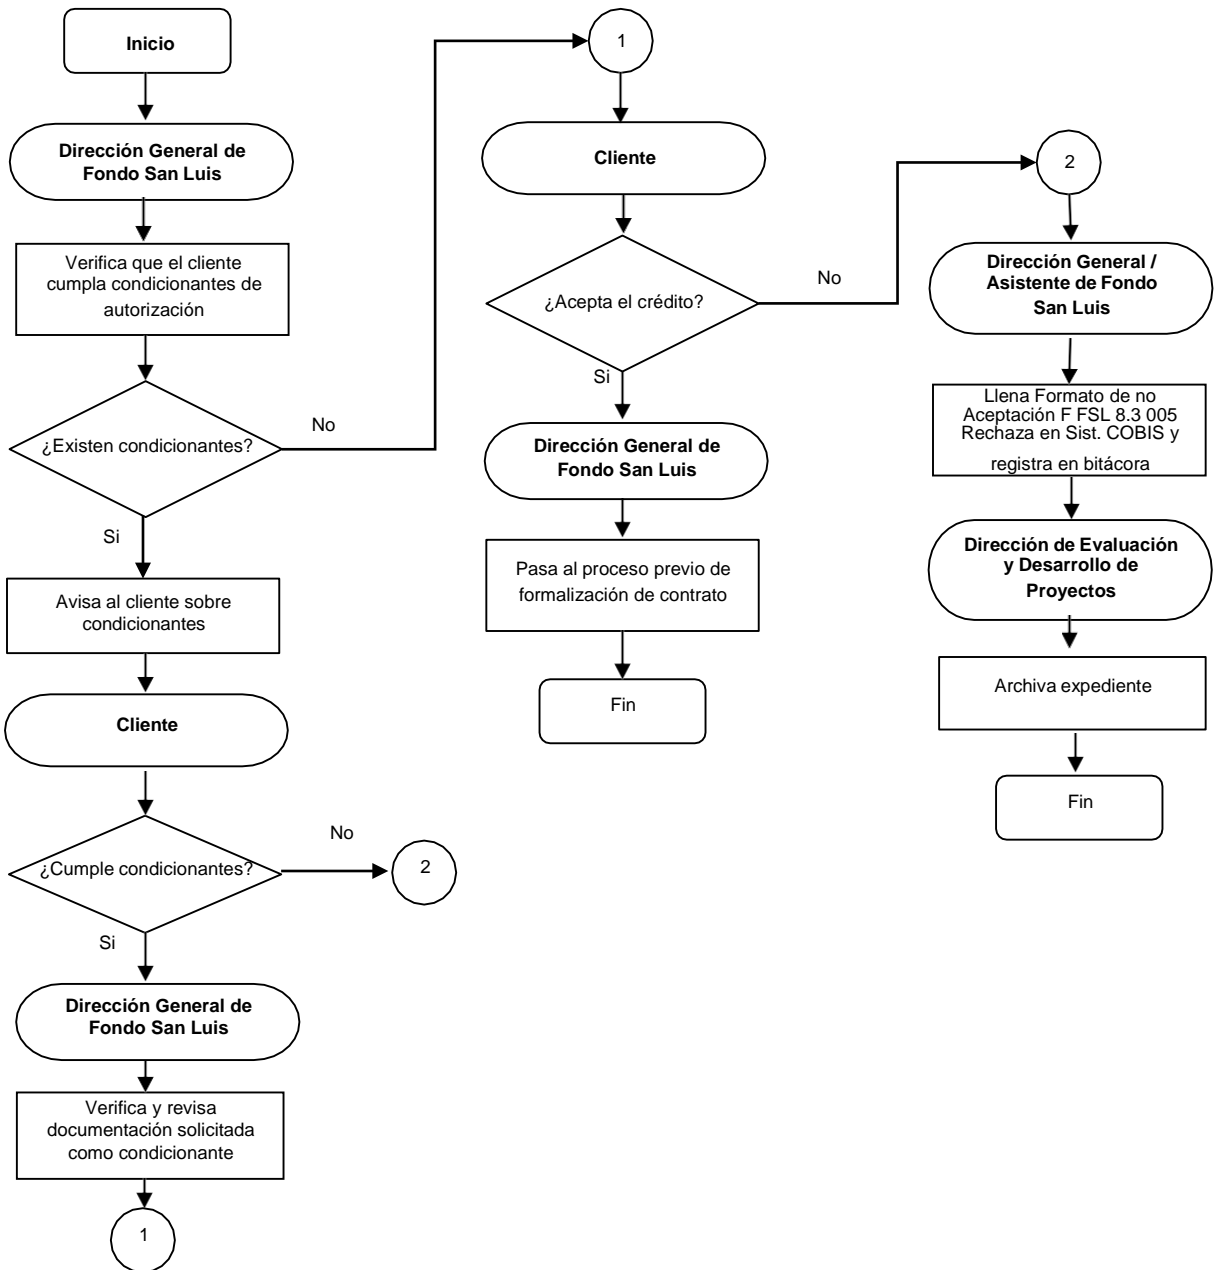 Inicio
Dirección General de
Fondo San Luis
Verifica que el cliente
cumpla condicionantes de
autorización
¿Existen condicionantes?
No
Si
Avisa al cliente sobre
condicionantes
Cliente
¿Cumple condicionantes?
No
2
Si
Dirección General de
Fondo San Luis
Verifica y revisa
documentación solicitada
como condicionante
1
1
Cliente
¿Acepta el crédito?
No
Si
Dirección General de
Fondo San Luis
Pasa al proceso previo de
formalización de contrato
Fin
2
Dirección General /
Asistente de Fondo
San Luis
Llena Formato de no
Aceptación F FSL 8.3 005
Rechaza en Sist. COBIS y
registra en bitácora
Dirección de Evaluación
y Desarrollo de
Proyectos
Archiva expediente
Fin